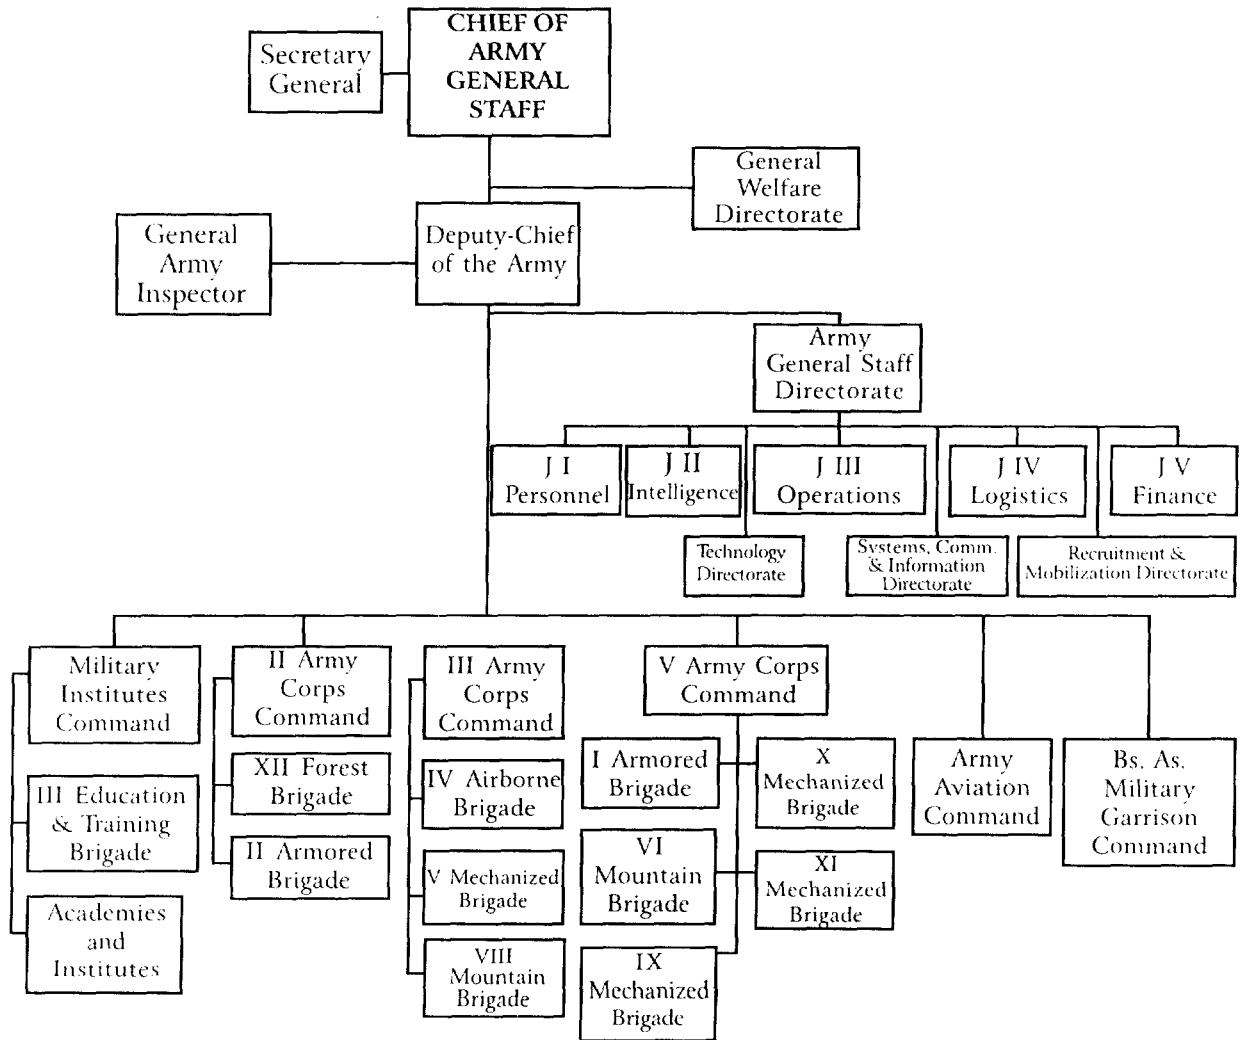 CHIEF OF
ARMY
GENERAL
STAFF
Secretary
General
General
Welfare
Directorate
General
Army
Inspector
Deputy-Chief
of the Army
Army
General Staff
Directorate
J I
Personnel
J II
Intelligence
J III
Operations
J IV
Logistics
J V
Finance
Technology
Directorate
Systems, Comm.
& Information
Directorate
Recruitment &
Mobilization Directorate
Military
Institutes
Command
III Education
& Training
Brigade
Academies
and
Institutes
II Army
Corps
Command
XII Forest
Brigade
II Armored
Brigade
III Army
Corps
Command
IV Airborne
Brigade
V Mechanized
Brigade
VIII
Mountain
Brigade
V Army Corps
Command
I Armored
Brigade
X
Mechanized
Brigade
VI
Mountain
Brigade
XI
Mechanized
Brigade
IX
Mechanized
Brigade
Army
Aviation
Command
Bs. As.
Military
Garrison
Command